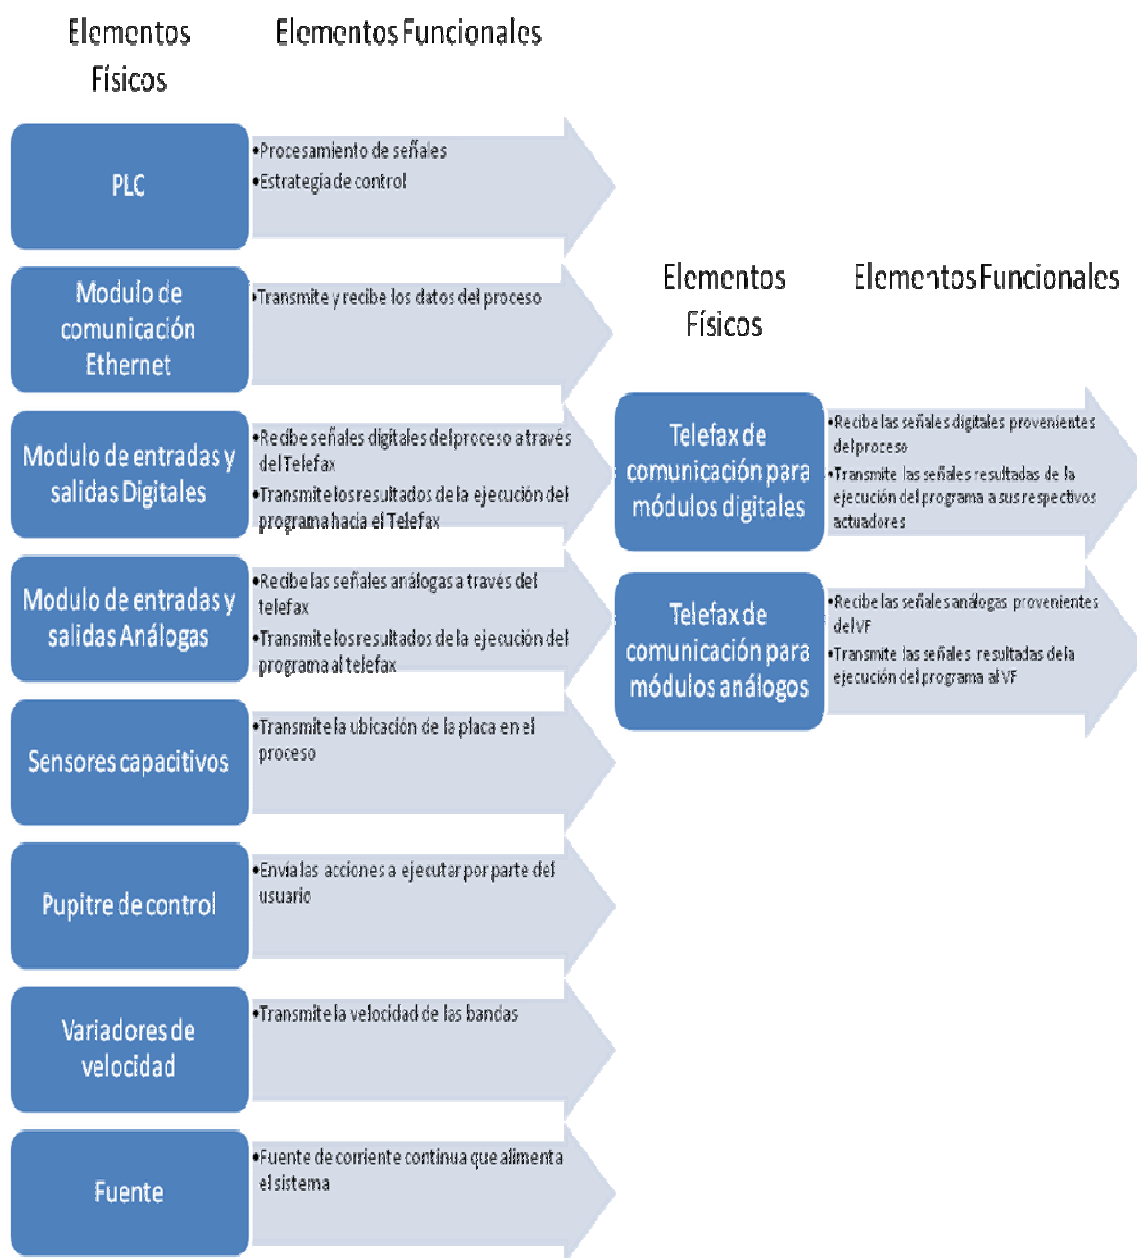 Elementos
Físicos
Elementos Funcionales
PLC
•Procesamiento de señales
•Estrategia de control
Modulo de
comunicación
Ethernet
•Transmite y recibe los datos del proceso
Modulo de entradas y
salidas Digitales
•Recibe señales digitales del proceso a través
del Telefax
•Transmite los resultados de la ejecución del
programa hacia el Telefax
Modulo de entradas y
salidas Análogas
•Recibe las señales análogas a través del
telefax
•Transmite los resultados de la ejecución del
programa al telefax
Sensores capacitivos
•Transmite la ubicación de la placa en el
proceso
Pupitre de control
•Envía las acciones a ejecutar por parte del
usuario
Variadores de
velocidad
•Transmite la velocidad de las bandas
Fuente
•Fuente de corriente continua que alimenta
el sistema
Elementos
Físicos
Elementos Funcionales
Telefax de
comunicación para
módulos digitales
•Recibe las señales digitales provenientes
del proceso
•Transmite las señales resultadas de la
ejecución del programa a sus respectivos
actuadores
Telefax de
comunicación para
módulos análogos
•Recibe las señales análogas provenientes
del VF
•Transmite las señales resultadas de la
ejecución del programa al VF